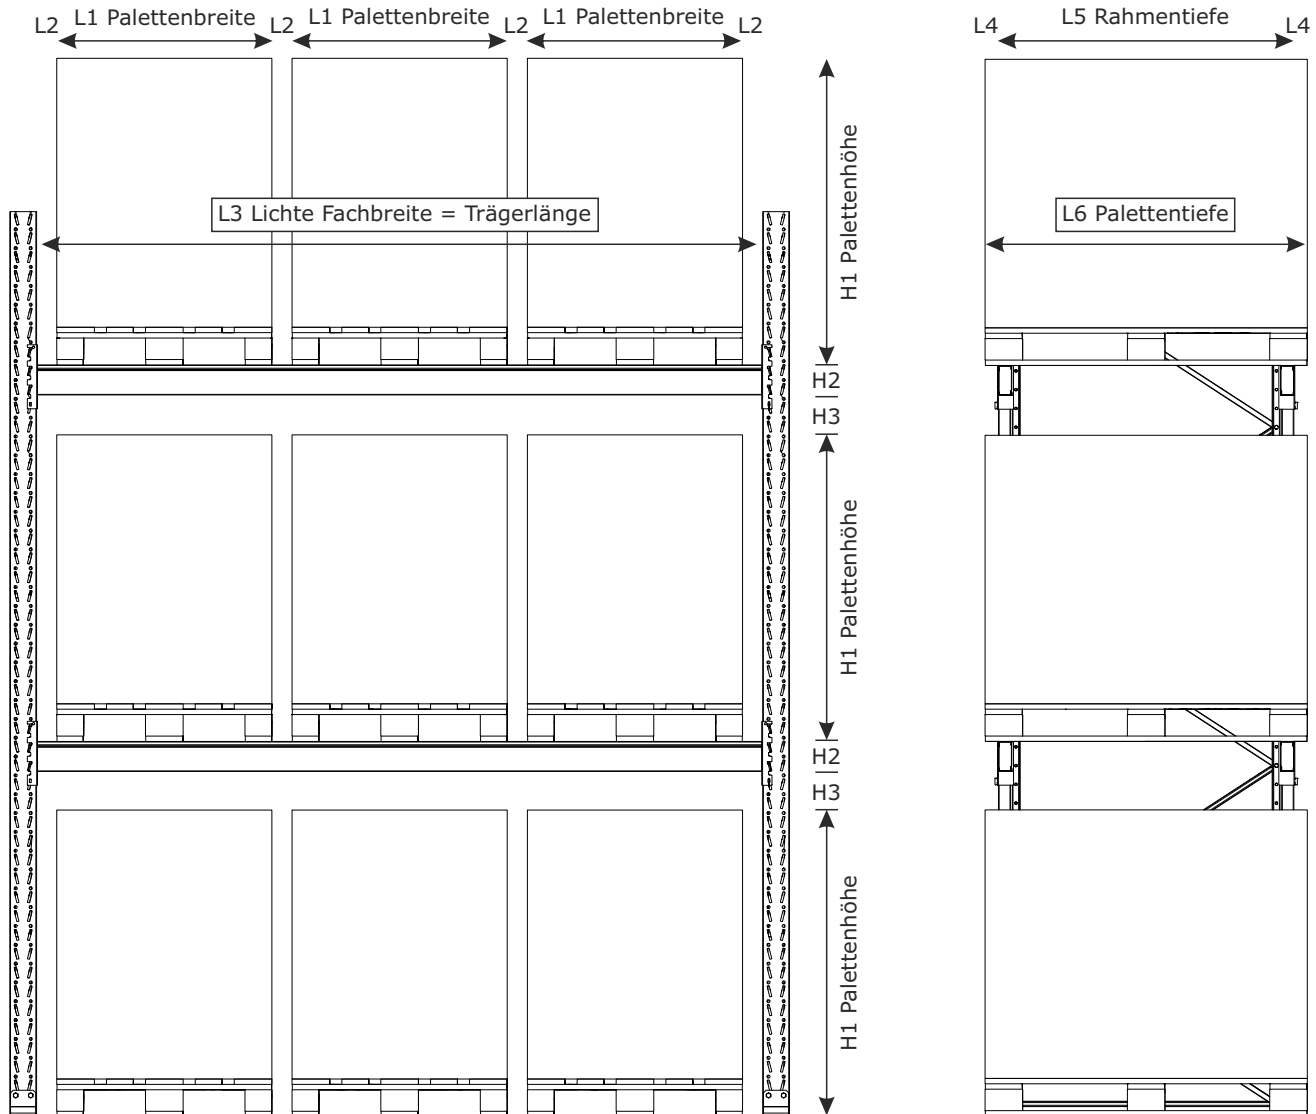 L2
L1 Palettenbreite
L2
L1 Palettenbreite
L2
L1 Palettenbreite
L2
L4
L5 Rahmentiefe
L4
H1 Palettenhöhe
L3 Lichte Fachbreite = Trägerlänge
L6 Palettentiefe
H2
H3
H1 Palettenhöhe
H2
H3
H1 Palettenhöhe